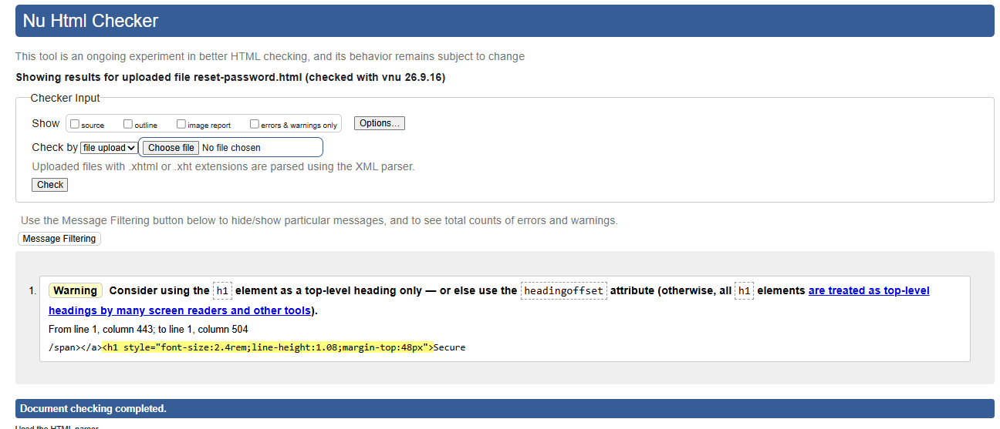 Nu Html Checker
This tool is an ongoing experiment in better HTML checking, and its behavior remains subject to change
Showing results for uploaded file reset-password.html (checked with vnu 26.9.16)
Checker Input
Show source outline image report errors & warnings only Options...
Check by file upload Choose file No file chosen
Uploaded files with .xhtml or .xht extensions are parsed using the XML parser.
Check
Use the Message Filtering button below to hide/show particular messages, and to see total counts of errors and warnings.
Message Filtering
1. Warning Consider using the h1 element as a top-level heading only — or else use the headingoffset attribute (otherwise, all h1 elements are treated as top-level
headings by many screen readers and other tools).
From line 1, column 443; to line 1, column 504
/span></a><h1 style="font-size:2.4rem;line-height:1.08;margin-top:48px">Secure
Document checking completed.
Used the HTML parser.